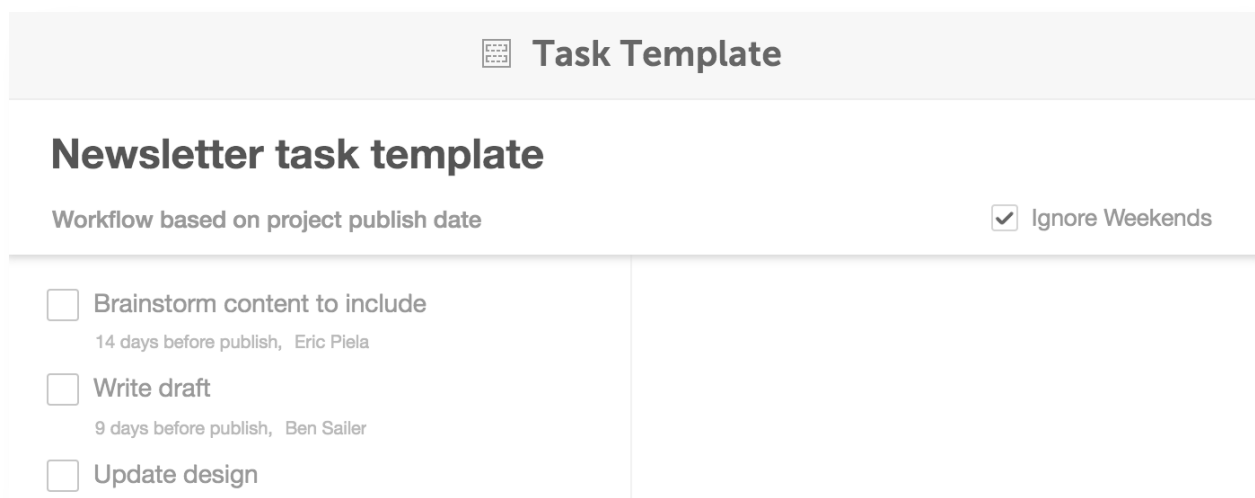 Task Template
Newsletter task template
Workflow based on project publish date
Ignore Weekends
Brainstorm content to include
14 days before publish, Eric Piela
Write draft
9 days before publish, Ben Sailer
Update design